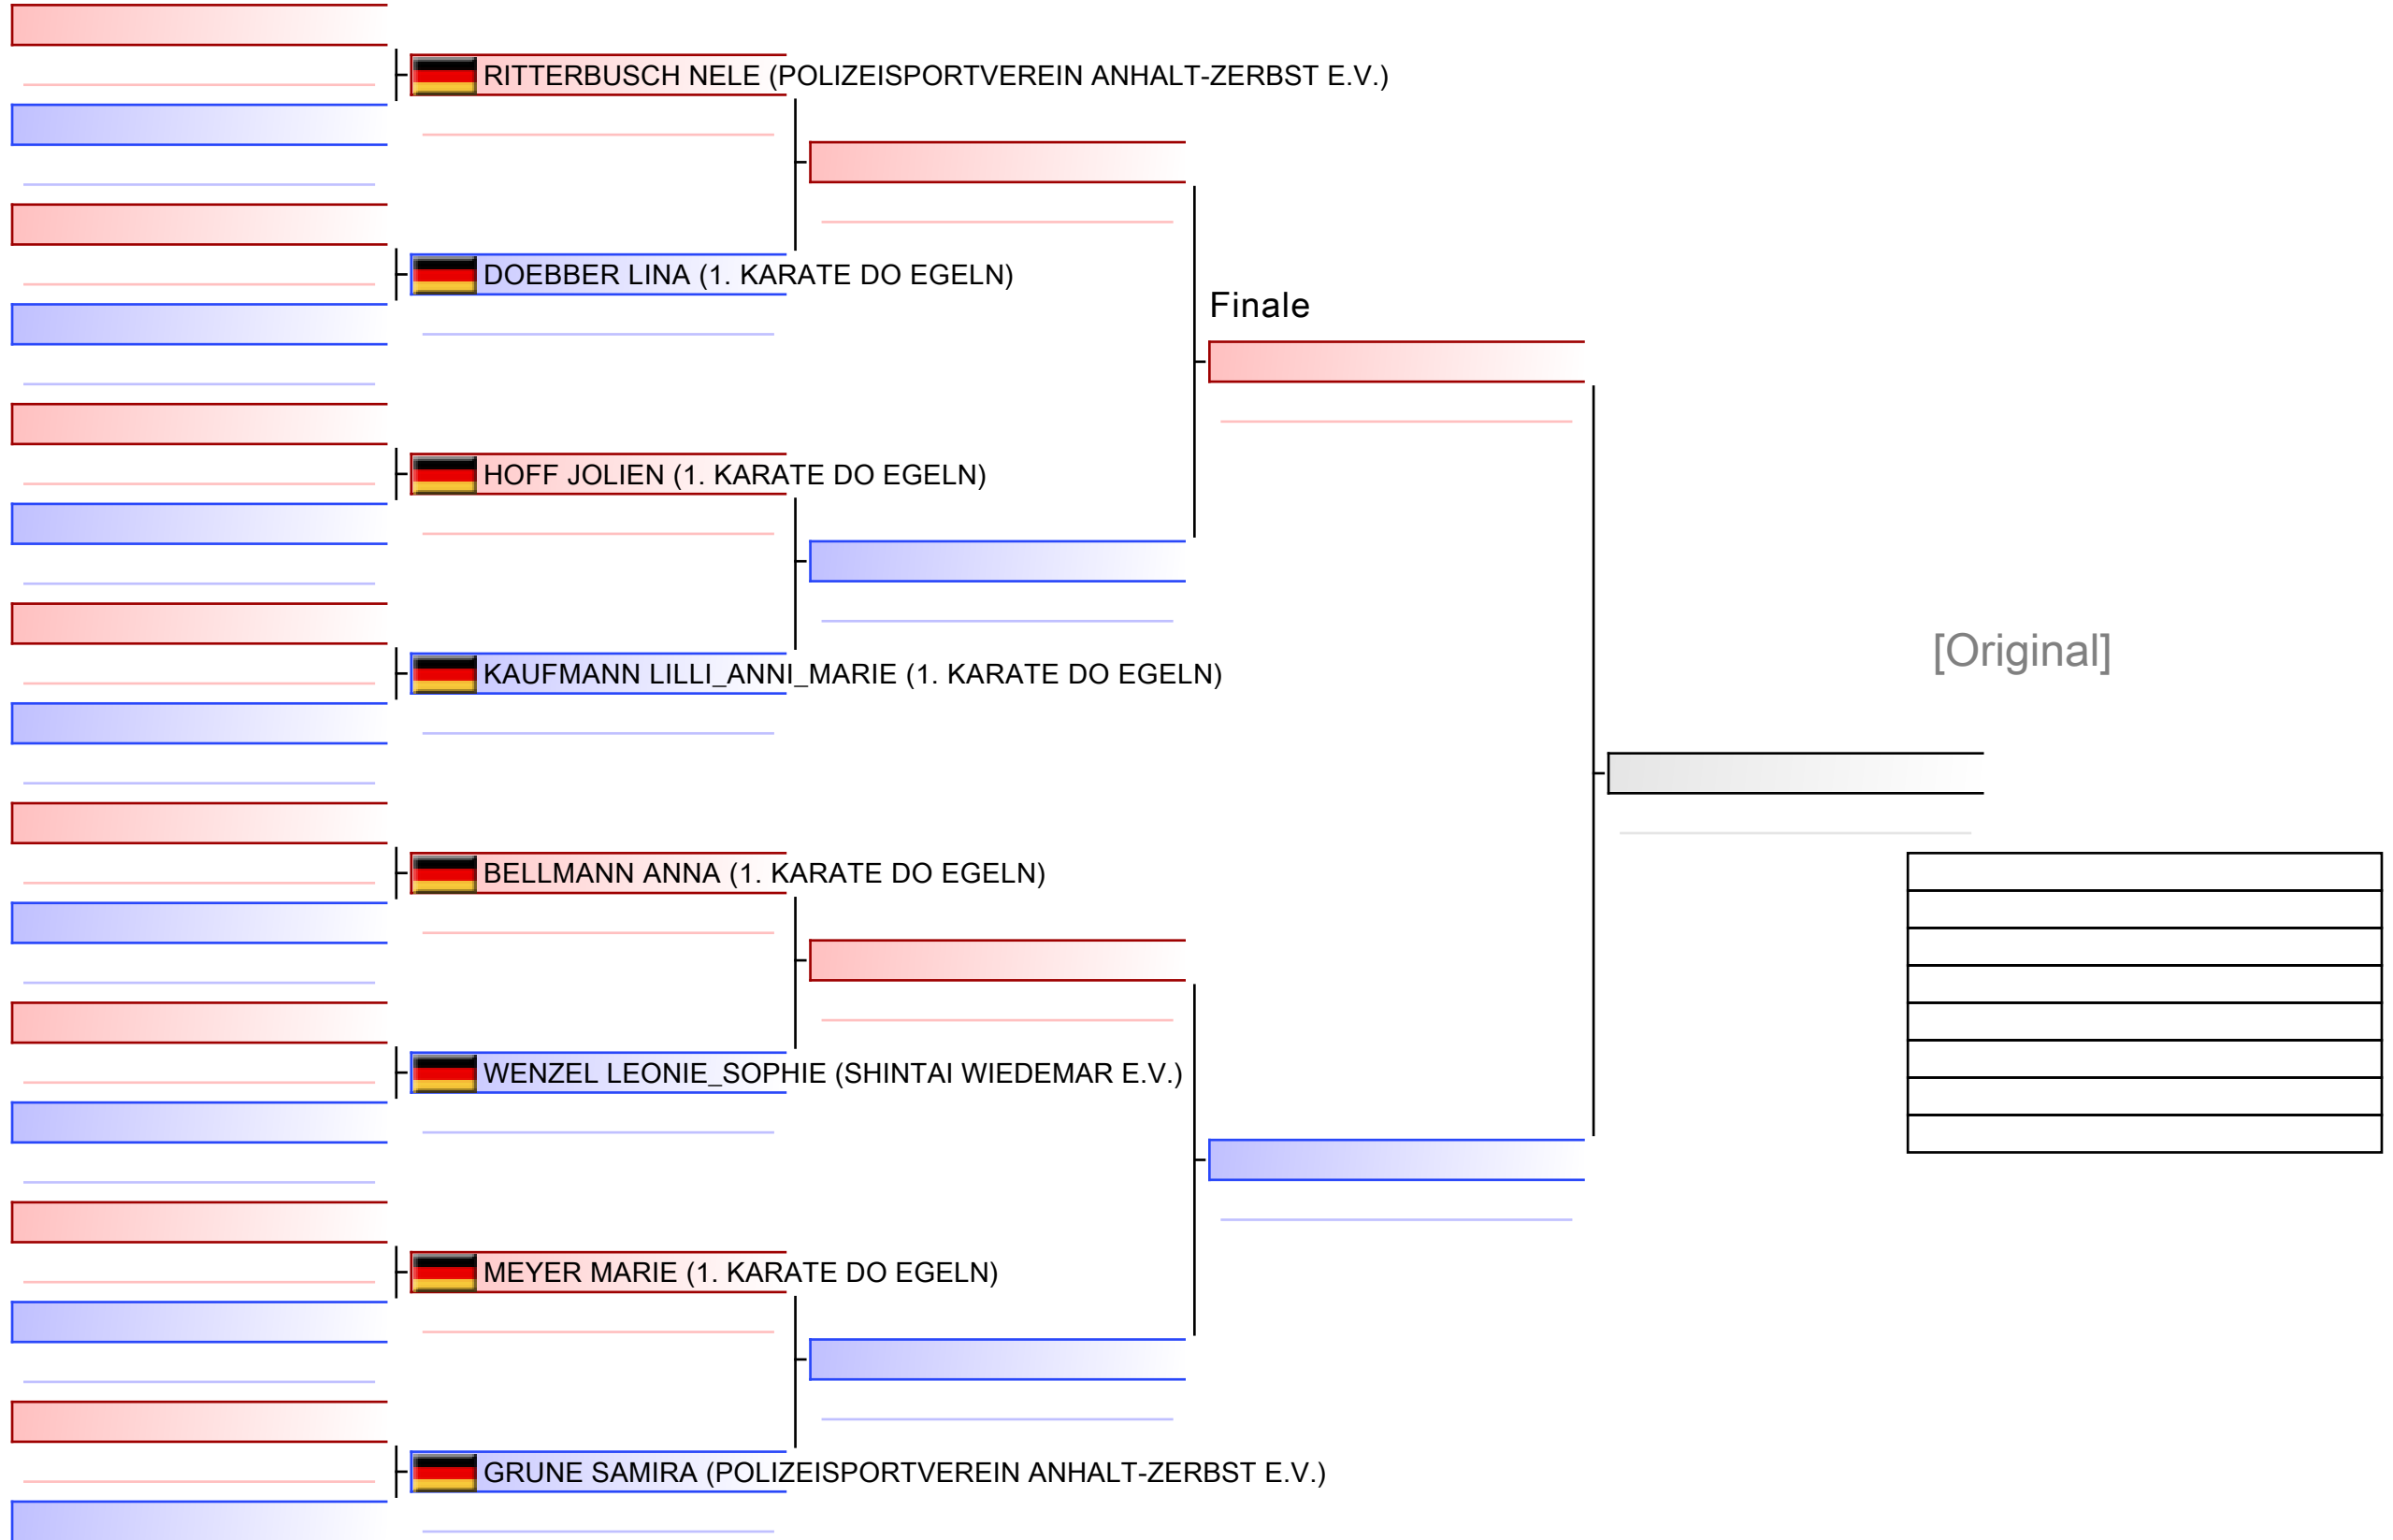 RITTERBUSCH NELE (POLIZEISPORTVEREIN ANHALT-ZERBST E.V.)
DOEBBER LINA (1. KARATE DO EGELN)
Finale
HOFF JOLIEN (1. KARATE DO EGELN)
[Original]
KAUFMANN LILLI_ANNI_MARIE (1. KARATE DO EGELN)
BELLMANN ANNA (1. KARATE DO EGELN)
WENZEL LEONIE_SOPHIE (SHINTAI WIEDEMAR E.V.)
MEYER MARIE (1. KARATE DO EGELN)
GRUNE SAMIRA (POLIZEISPORTVEREIN ANHALT-ZERBST E.V.)